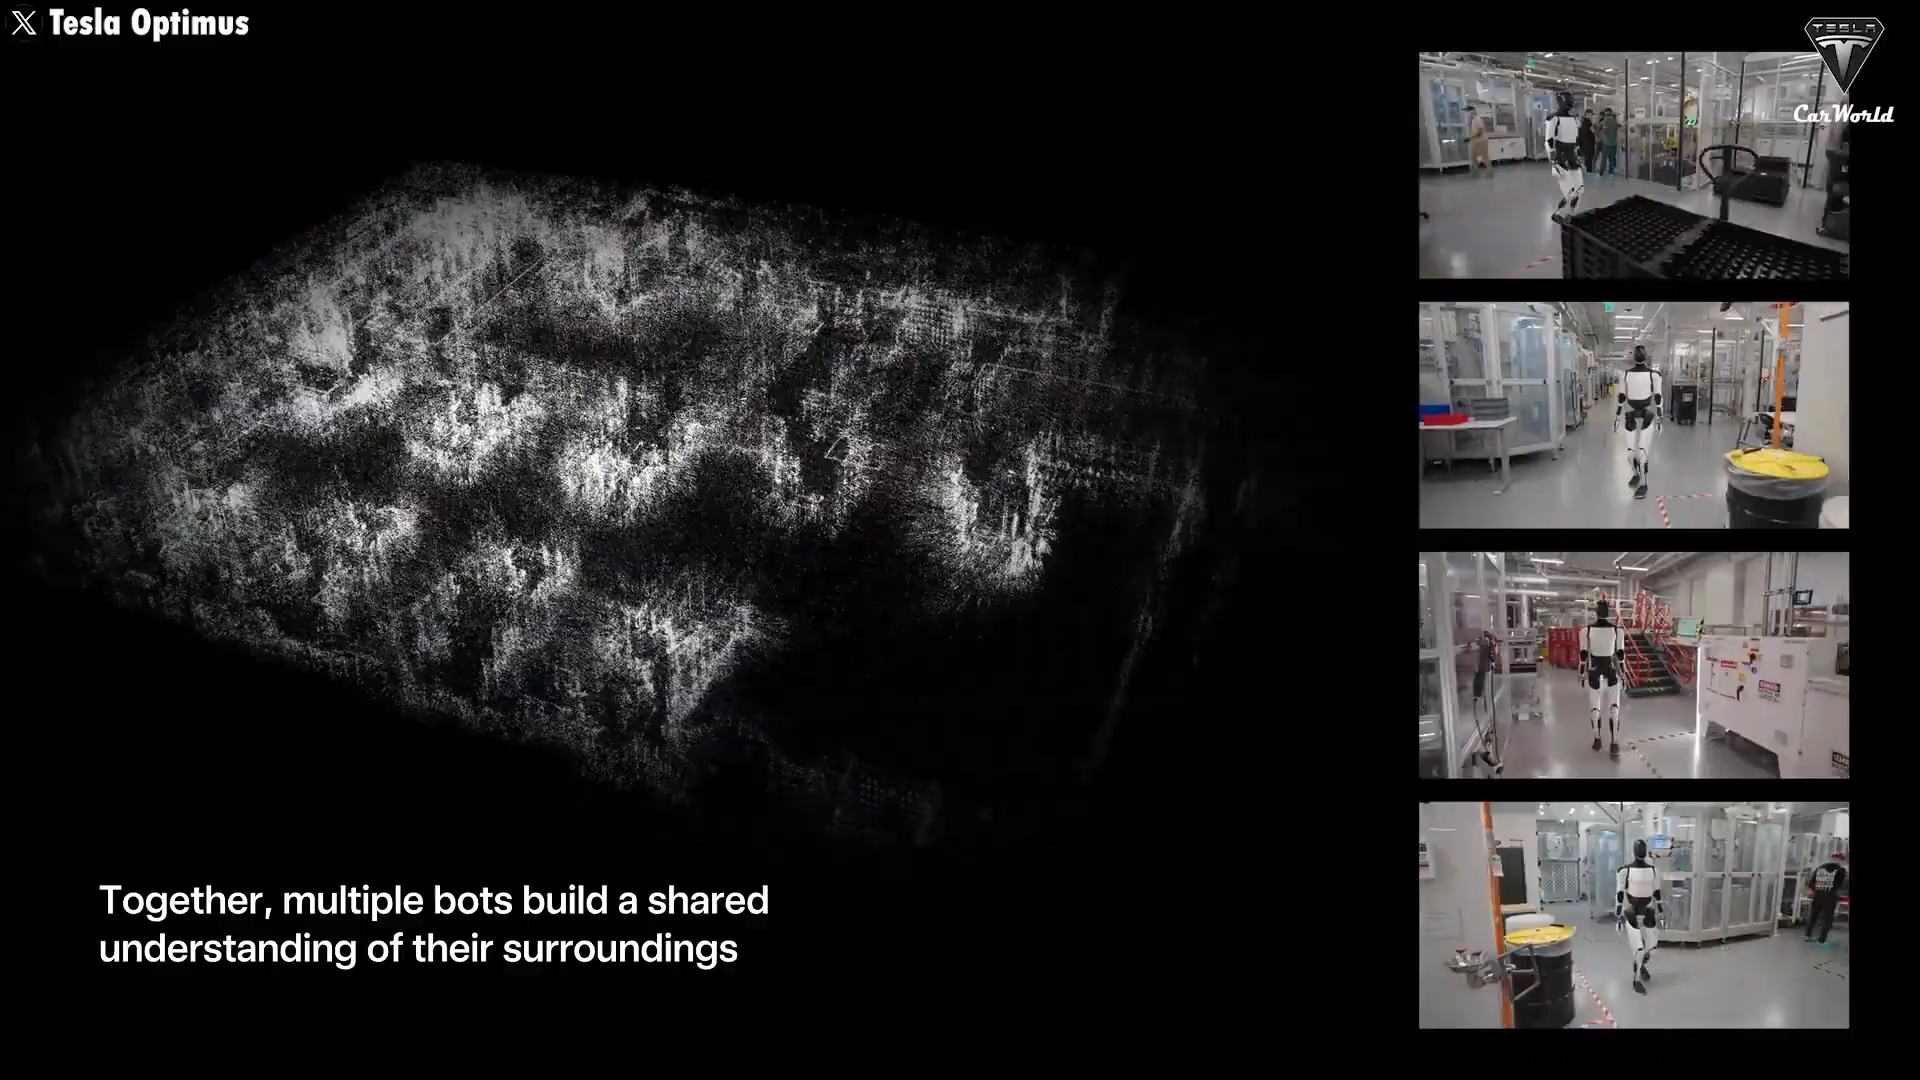 Tesla Optimus
TESLA
CarWorld
Together, multiple bots build a shared
understanding of their surroundings